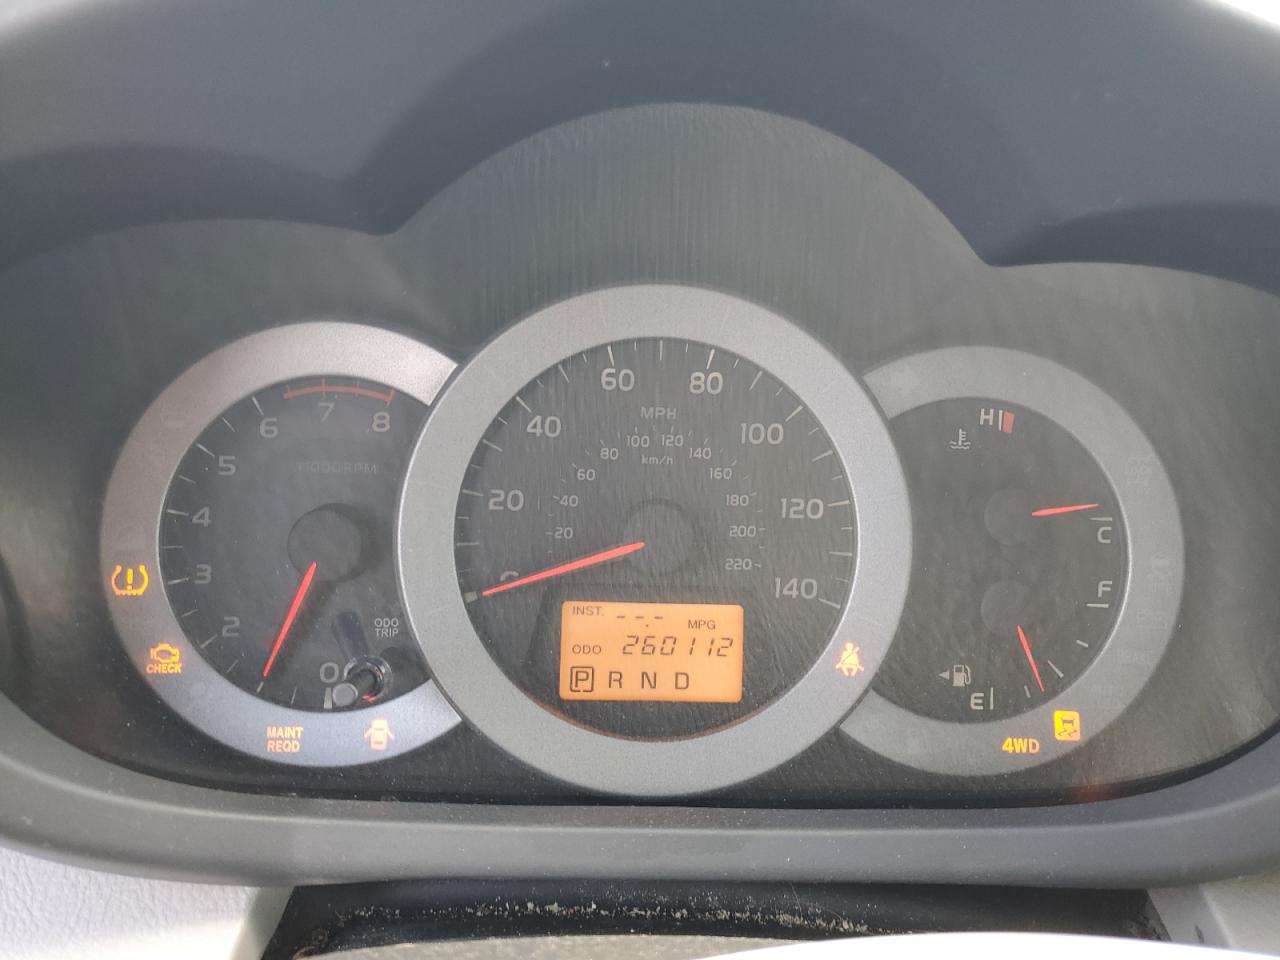 6
7
8
5
x1000RPM
4
3
2
0
ODO
TRIP
CHECK
MAINT
REQD
60
80
MPH
40
100
100
120
80
140
km/h
60
160
20
40
180
120
20
200
220
140
INST.
--.-
MPG
ODO
260112
P R N D
H
C
F
E
4WD